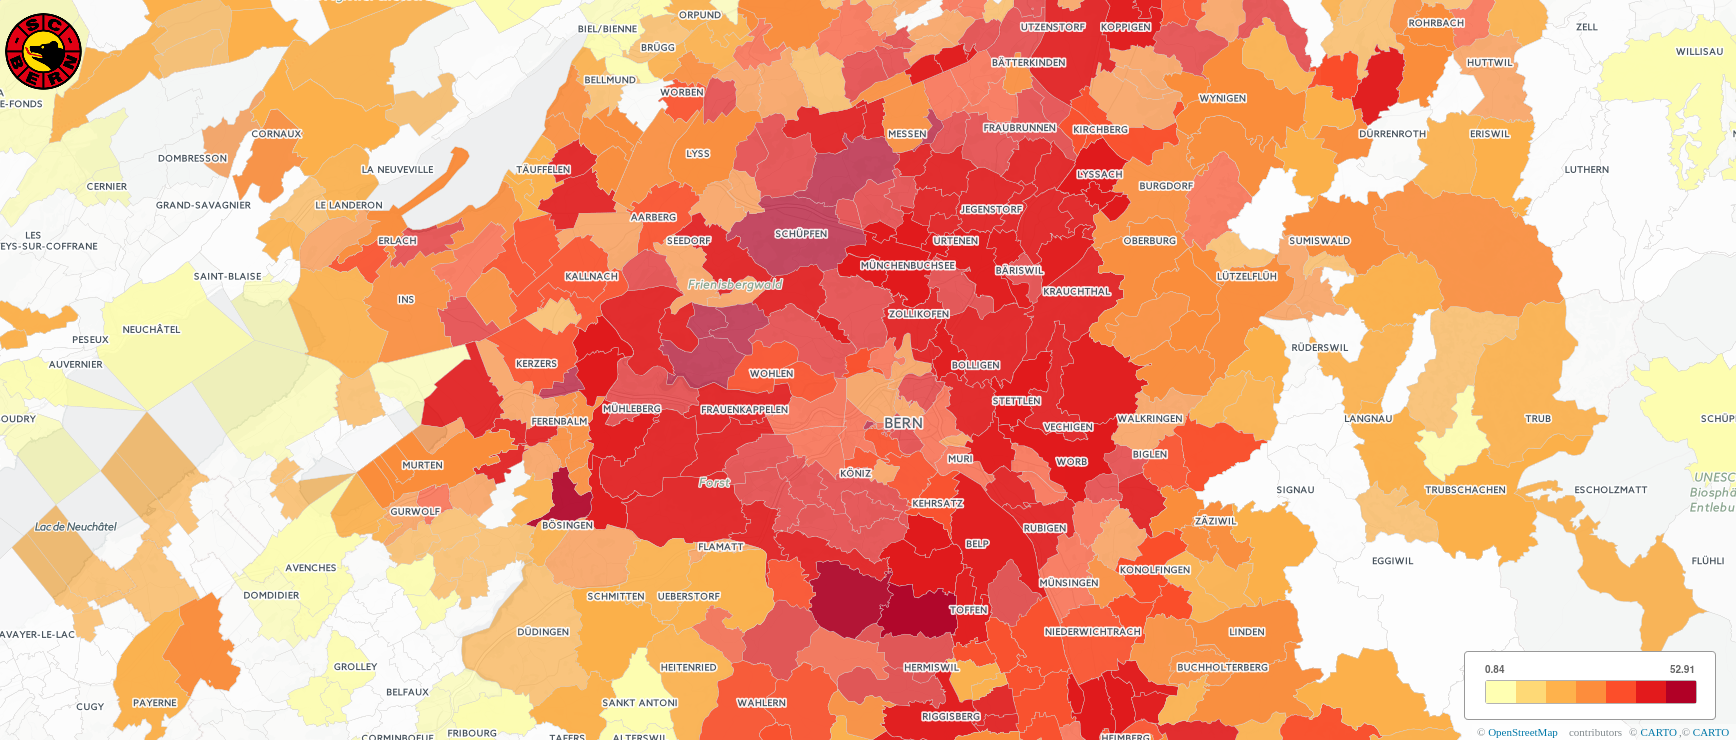 SC
BERN
ORPUND
BIEL/BIENNE
BRÜGG
UTZENSTORF
KOPPIGEN
ROHRBACH
ZELL
WILLISAU
HUTTWIL
BÄTTERKINDEN
BELLMUND
WORBEN
WYNIGEN
E-FONDS
CORNAUX
MESSEN
FRAUBRUNNEN
KIRCHBERG
DÜRRENROTH
ERISWIL
DOMBRESSON
LYSS
LA NEUVEVILLE
TÄUFFELEN
LYSSACH
LUTHERN
CERNIER
BURGDORF
GRAND-SAVAGNIER
LE LANDERON
AARBERG
JEGENSTORF
LES
EYS-SUR-COFFRANE
ERLACH
SEEDORF
SCHÜPFEN
URTENEN
OBERBURG
SUMISWALD
SAINT-BLAISE
KALLNACH
MÜNCHENBUCHSEE
BÄRISWIL
LÜTZELFLÜH
Frienisbergwald
KRAUCHTHAL
INS
ZOLLIKOFEN
NEUCHÂTEL
PESEUX
RÜDERSWIL
AUVERNIER
KERZERS
WOHLEN
BOLLIGEN
MÜHLEBERG
FRAUENKAPPELEN
STETTLEN
OUDRY
FERENBALM
BERN
VECHIGEN
WALKRINGEN
LANGNAU
TRUB
SCHÜP
MURTEN
KÖNIZ
MURI
WORB
BIGLEN
Forst
UNESC
SIGNAU
TRUBSCHACHEN
ESCHOLZMATT
Biosphä
Entlebu
GURWOLF
KEHRSATZ
Lac de Neuchâtel
BÖSINGEN
RUBIGEN
ZÄZIWIL
FLAMATT
BELP
EGGIWIL
FLÜHLI
AVENCHES
KONOLFINGEN
MÜNSINGEN
DOMDIDIER
SCHMITTEN
UEBERSTORF
TOFFEN
AVAYER-LE-LAC
DÜDINGEN
NIEDERWICHTRACH
LINDEN
GROLLEY
HEITENRIED
HERMISWIL
BUCHHOLTERBERG
0.84
52.91
BELFAUX
CUGY
PAYERNE
SANKT ANTONI
WAHLERN
RIGGISBERG
FRIBOURG
CORMINBOEUF
TAFERS
ALTERSWIL
HEIMBERG
© OpenStreetMap contributors © CARTO ,© CARTO